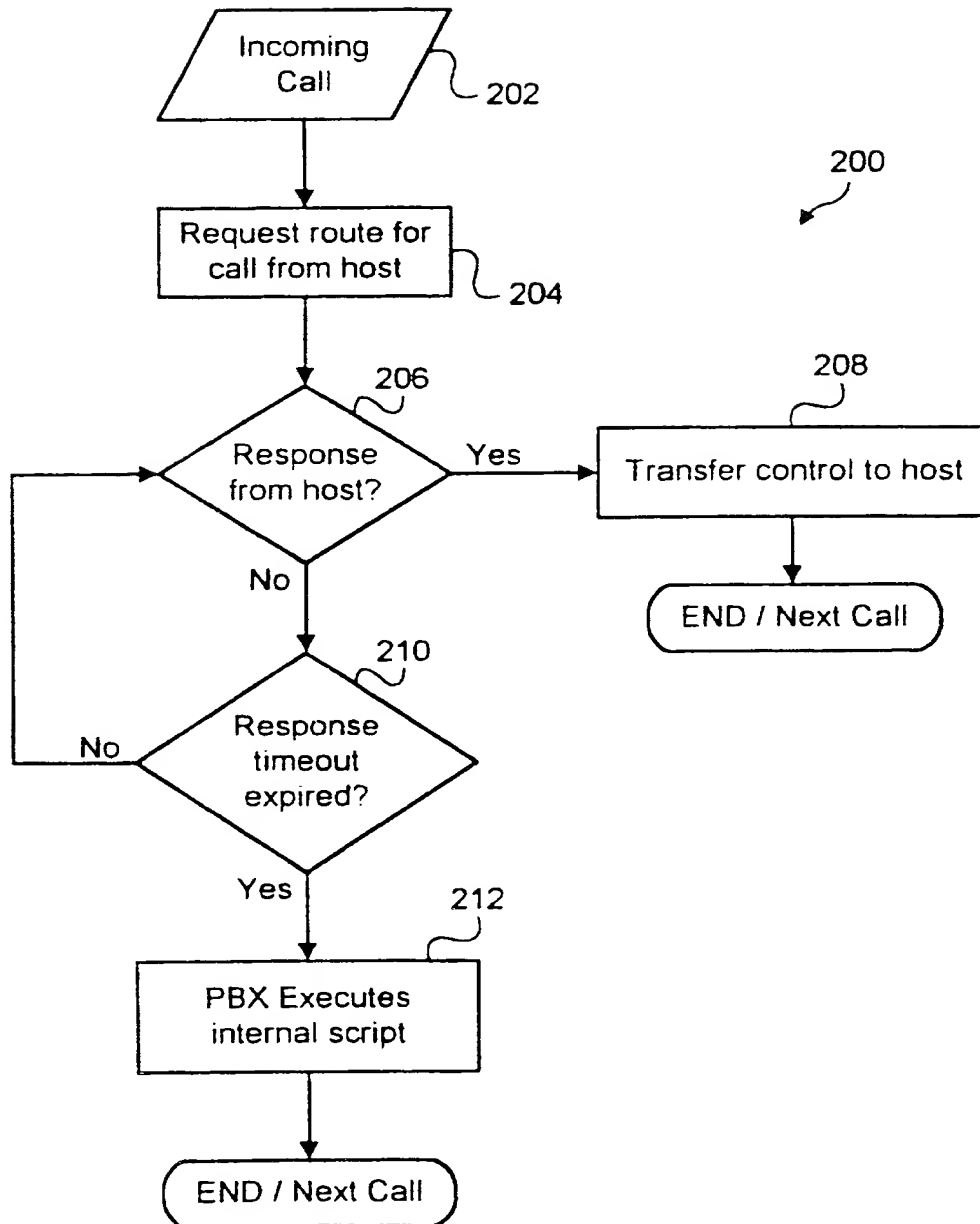 Incoming
Call
202
200
Request route for
call from host
204
206
208
Response
from host?
Yes
Transfer control to host
No
END / Next Call
210
Response
timeout
expired?
No
Yes
212
PBX Executes
internal script
END / Next Call